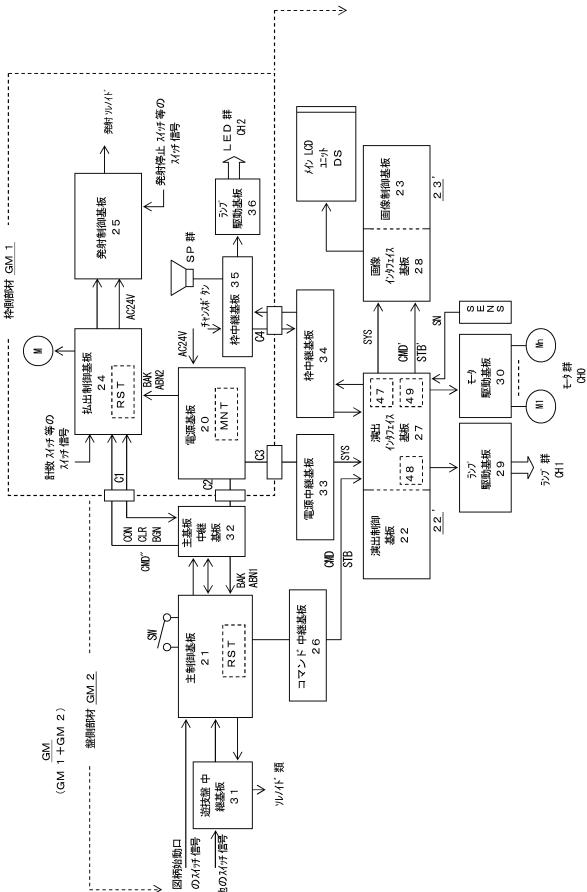 GM
(GM 1＋GM 2)
枠側部材 GM 1
盤側部材 GM 2
図柄始動口
のスイッチ信号
他のスイッチ信号
遊技盤 中
継基板
31
ソレノイド 類
SW
主制御基板
21
RST
コマンド 中継基板
26
CMD
STB
BAK
ABN1
主基板
中継
基板
32
CMD"
CON
CLR
BGN
C1
C2
C3
C4
計数スイッチ等の
スイッチ信号
払出制御基板
24
RST
M
AC24V
BAK
ABN2
発射制御基板
25
発射ソレノイド
発射停止 スイッチ等の
スイッチ信号
電源基板
20
MNT
AC24V
チャンスボタン
SP 群
枠中継基板
35
ランプ
駆動基板
36
LED 群
CH2
電源中継基板
33
SYS
枠中継基板
34
演出制御
基板
22
22'
演出
インタフェイス
基板
27
47
48
49
SYS
CMD'
STB'
ランプ
駆動基板
29
ランプ 群
CH1
モータ
駆動基板
30
M1
Mn
モータ 群
CH0
SN
SENS
画像
インタフェイス
基板
28
画像制御基板
23
23'
メイン LCD
ユニット
DS